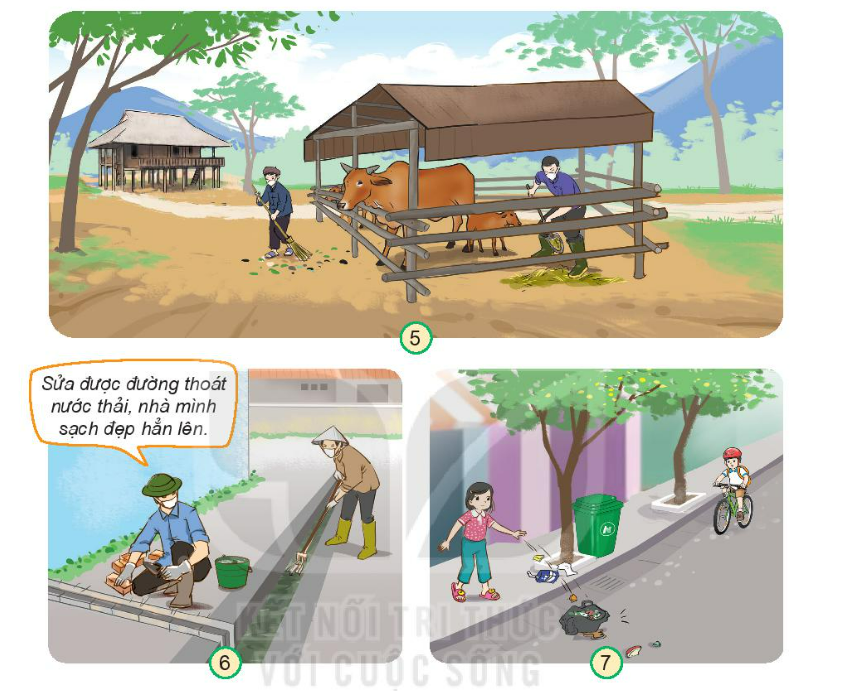 5
Sửa được đường thoát
nước thải, nhà mình
sạch đẹp hẳn lên.
6
7
KẾT NỐI TRI THỨC
VỚI CUỘC SỐNG